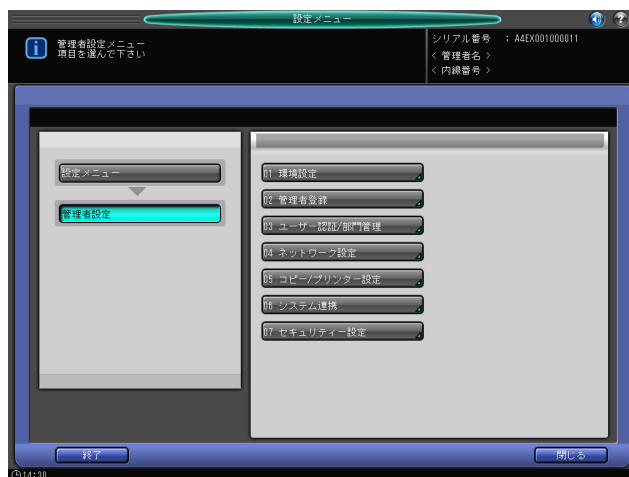 設定メニュー
管理者設定メニュー
項目を選んで下さい
シリアル番号 : A4EX001000011
< 管理者名 >
< 内線番号 >
設定メニュー
管理者設定
01 環境設定
02 管理者登録
03 ユーザー認証/部門管理
04 ネットワーク設定
05 コピー/プリンター設定
06 システム連携
07 セキュリティー設定
終了
閉じる
14:30